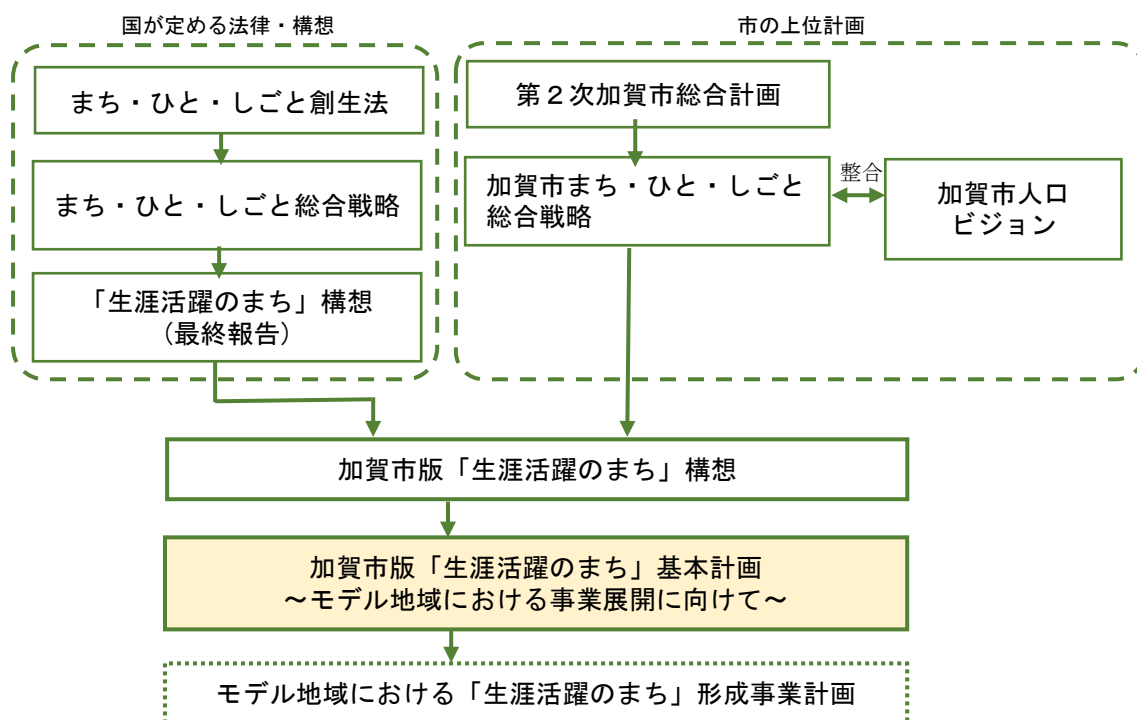 国が定める法律・構想
まち・ひと・しごと創生法
まち・ひと・しごと総合戦略
「生涯活躍のまち」構想
（最終報告）
市の上位計画
第２次加賀市総合計画
加賀市まち・ひと・しごと
総合戦略
整合
加賀市人口
ビジョン
加賀市版「生涯活躍のまち」構想
加賀市版「生涯活躍のまち」基本計画
～モデル地域における事業展開に向けて～
モデル地域における「生涯活躍のまち」形成事業計画